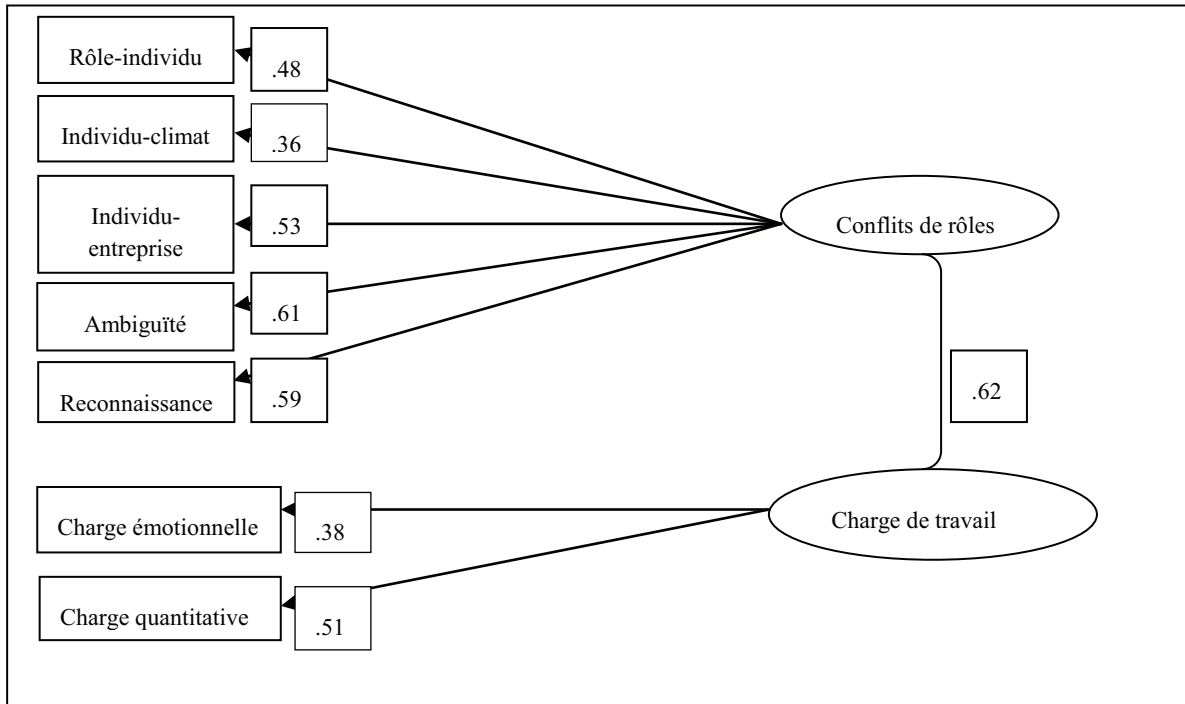 Rôle-individu
.48
Individu-climat
.36
Individu-
entreprise
.53
Conflits de rôles
Ambiguïté
.61
Reconnaissance
.59
.62
Charge émotionnelle
.38
Charge de travail
Charge quantitative
.51